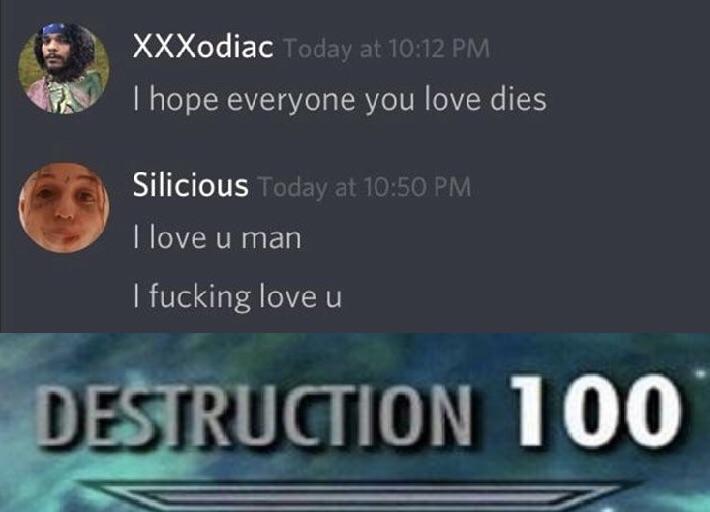 XXXodiac Today at 10:12 PM
I hope everyone you love dies
Silicious Today at 10:50 PM
I love u man
I fucking love u
DESTRUCTION 100